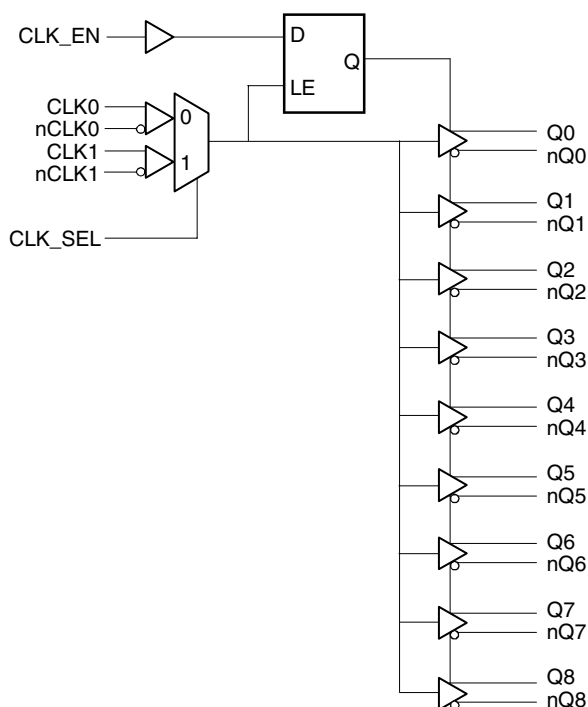 CLK_EN
D
Q
LE
CLK0
nCLK0
CLK1
nCLK1
0
1
CLK_SEL
Q0
nQ0
Q1
nQ1
Q2
nQ2
Q3
nQ3
Q4
nQ4
Q5
nQ5
Q6
nQ6
Q7
nQ7
Q8
nQ8